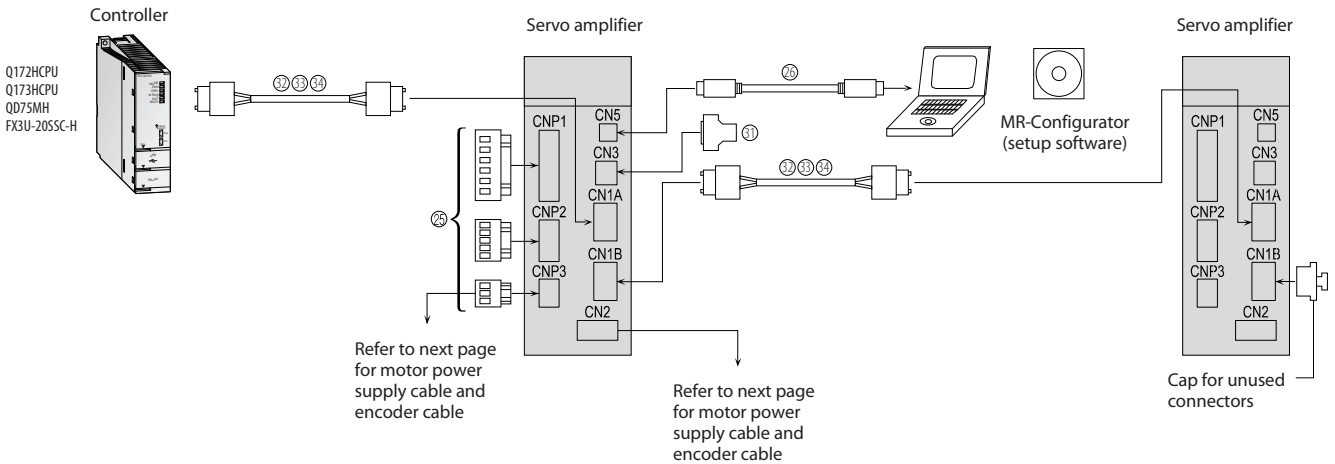 Controller
Q172HCPU
Q173HCPU
QD75MH
FX3U-20SSC-H
㉜㉝㉞
㉕
Servo amplifier
CNP1
CNP2
CNP3
CN5
CN3
CN1A
CN1B
CN2
㉖
㉛
MR-Configurator
(setup software)
㉜㉝㉞
Servo amplifier
CNP1
CNP2
CNP3
CN5
CN3
CN1A
CN1B
CN2
Refer to next page
for motor power
supply cable and
encoder cable
Refer to next page
for motor power
supply cable and
encoder cable
Cap for unused
connectors